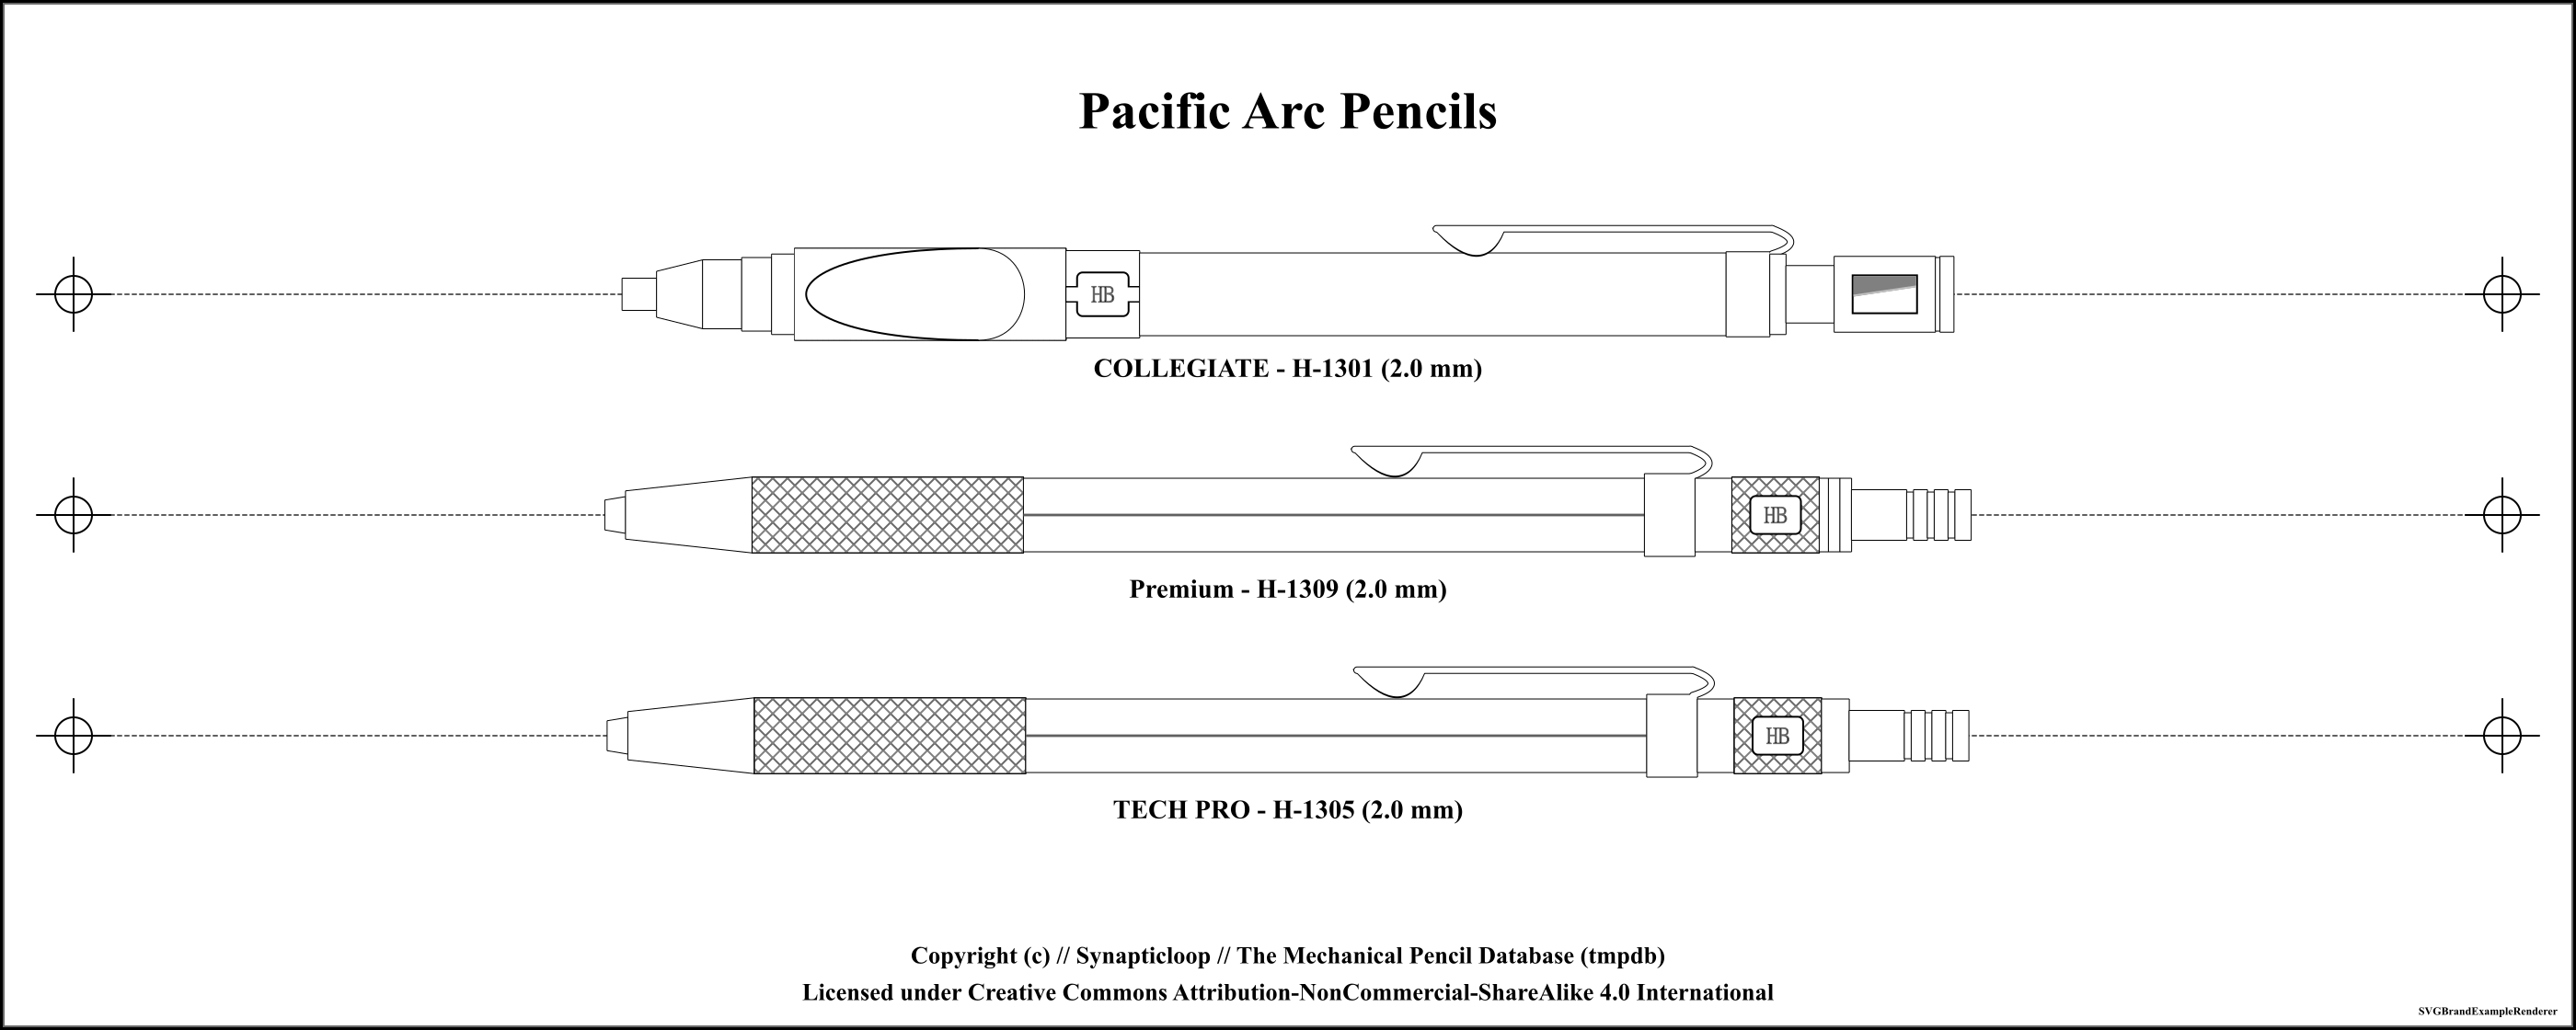 Pacific Arc Pencils
HB
COLLEGIATE - H-1301 (2.0 mm)
HB
Premium - H-1309 (2.0 mm)
HB
TECH PRO - H-1305 (2.0 mm)
Copyright (c) // Synapticloop // The Mechanical Pencil Database (tmpdb)
Licensed under Creative Commons Attribution-NonCommercial-ShareAlike 4.0 International
SVGBrandExampleRenderer